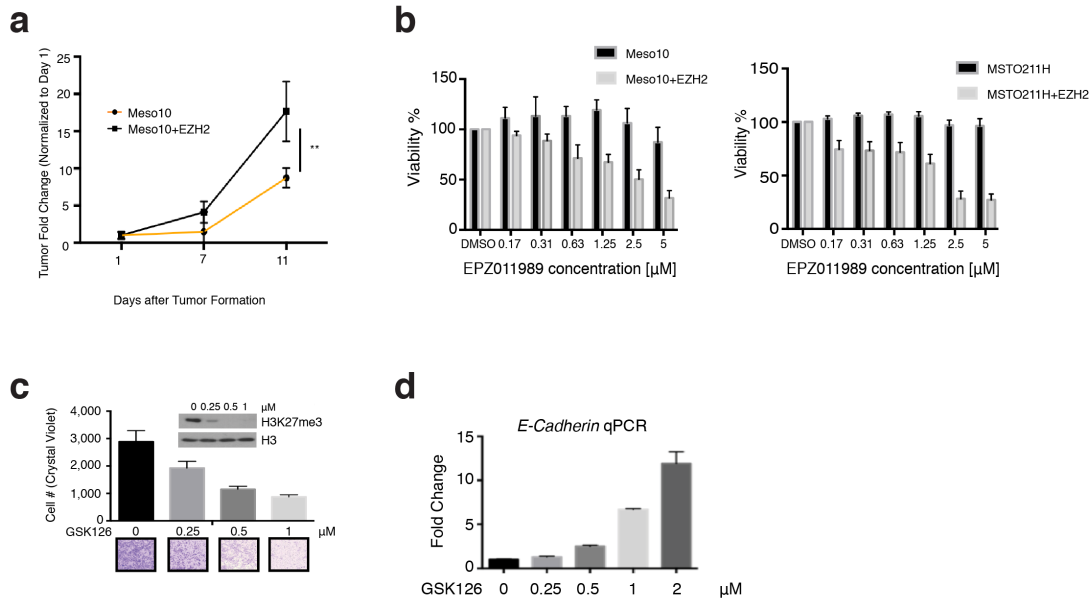 a
Tumor Fold Change (Normalized to Day 1)
25
20
15
10
5
0
Meso10
Meso10+EZH2
**
1 7 11
Days after Tumor Formation
b
Meso10
Meso10+EZH2
Viability %
150
100
50
0
DMSO 0.17 0.31 0.63 1.25 2.5 5
EPZ011989 concentration [µM]
MSTO211H
MSTO211H+EZH2
Viability %
150
100
50
0
DMSO 0.17 0.31 0.63 1.25 2.5 5
EPZ011989 concentration [µM]
c
Cell # (Crystal Violet)
4,000
3,000
2,000
1,000
0
0 0.25 0.5 1 µM
H3K27me3
H3
GSK126 0 0.25 0.5 1 µM
d
E-Cadherin qPCR
Fold Change
15
10
5
0
GSK126 0 0.25 0.5 1 2 µM